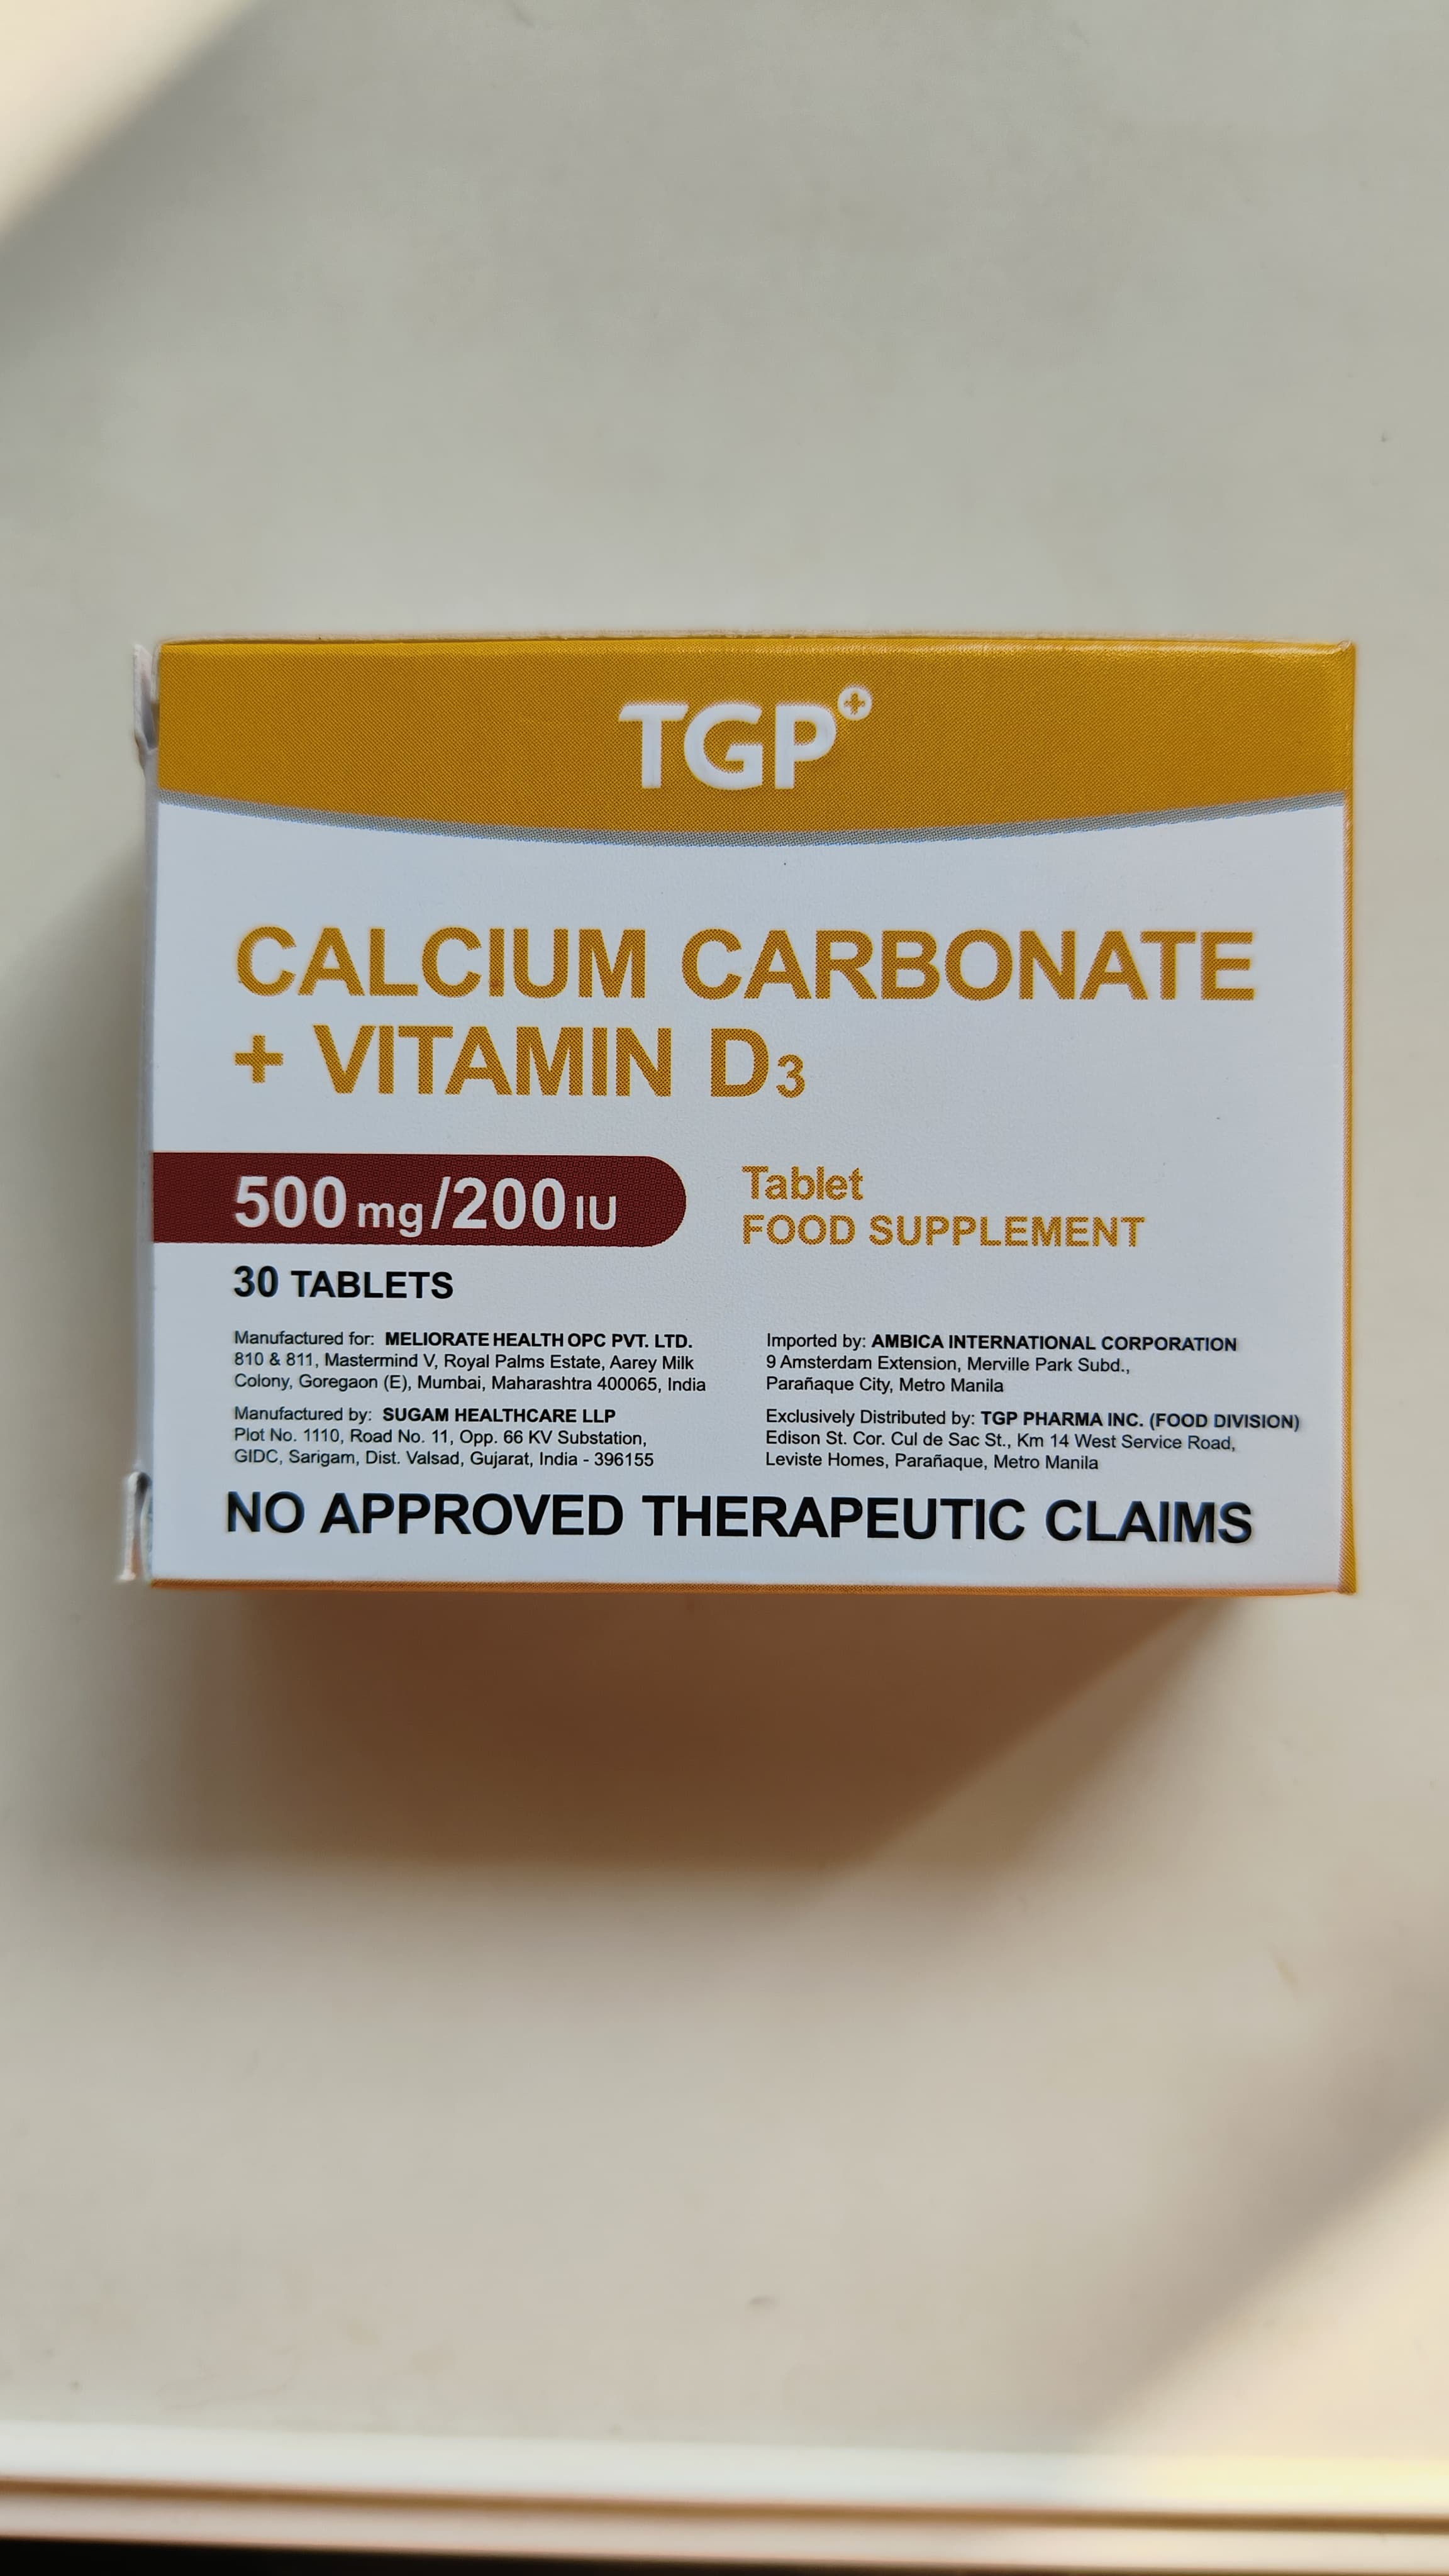 TGP+
CALCIUM CARBONATE
+ VITAMIN D3
500 mg/200 IU
Tablet
FOOD SUPPLEMENT
30 TABLETS
Manufactured for: MELIORATE HEALTH OPC PVT. LTD.
810 & 811, Mastermind V, Royal Palms Estate, Aarey Milk
Colony, Goregaon (E), Mumbai, Maharashtra 400065, India
Manufactured by: SUGAM HEALTHCARE LLP
Plot No. 1110, Road No. 11, Opp. 66 KV Substation,
GIDC, Sarigam, Dist. Valsad, Gujarat, India - 396155
Imported by: AMBICA INTERNATIONAL CORPORATION
9 Amsterdam Extension, Merville Park Subd.,
Parañaque City, Metro Manila
Exclusively Distributed by: TGP PHARMA INC. (FOOD DIVISION)
Edison St. Cor. Cul de Sac St., Km 14 West Service Road,
Leviste Homes, Parañaque, Metro Manila
NO APPROVED THERAPEUTIC CLAIMS